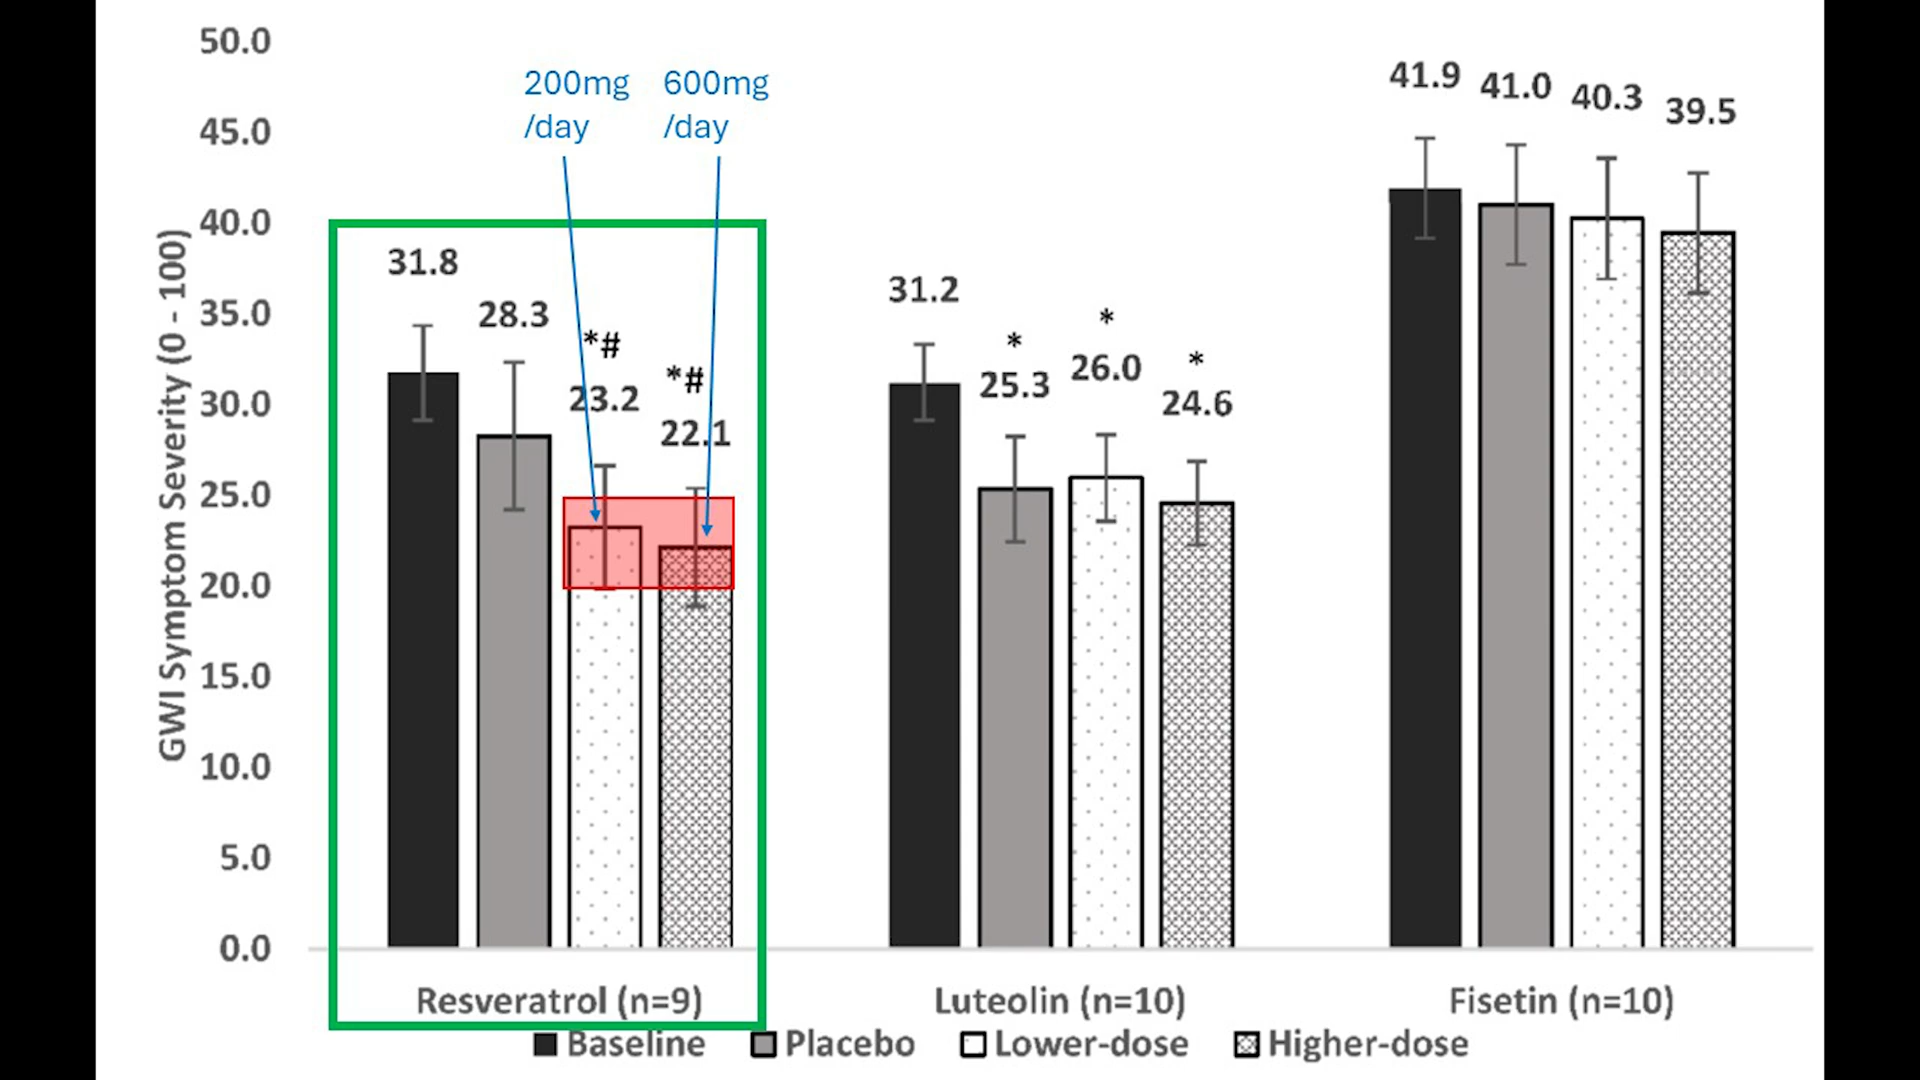 50.0
45.0
40.0
35.0
30.0
25.0
20.0
15.0
10.0
5.0
0.0
GWI Symptom Severity (0 - 100)
200mg
/day
600mg
/day
31.8
28.3
*#
23.2
*#
22.1
31.2
*
25.3
*
26.0
*
24.6
41.9
41.0
40.3
39.5
Resveratrol (n=9)
Luteolin (n=10)
Fisetin (n=10)
Baseline
Placebo
Lower-dose
Higher-dose